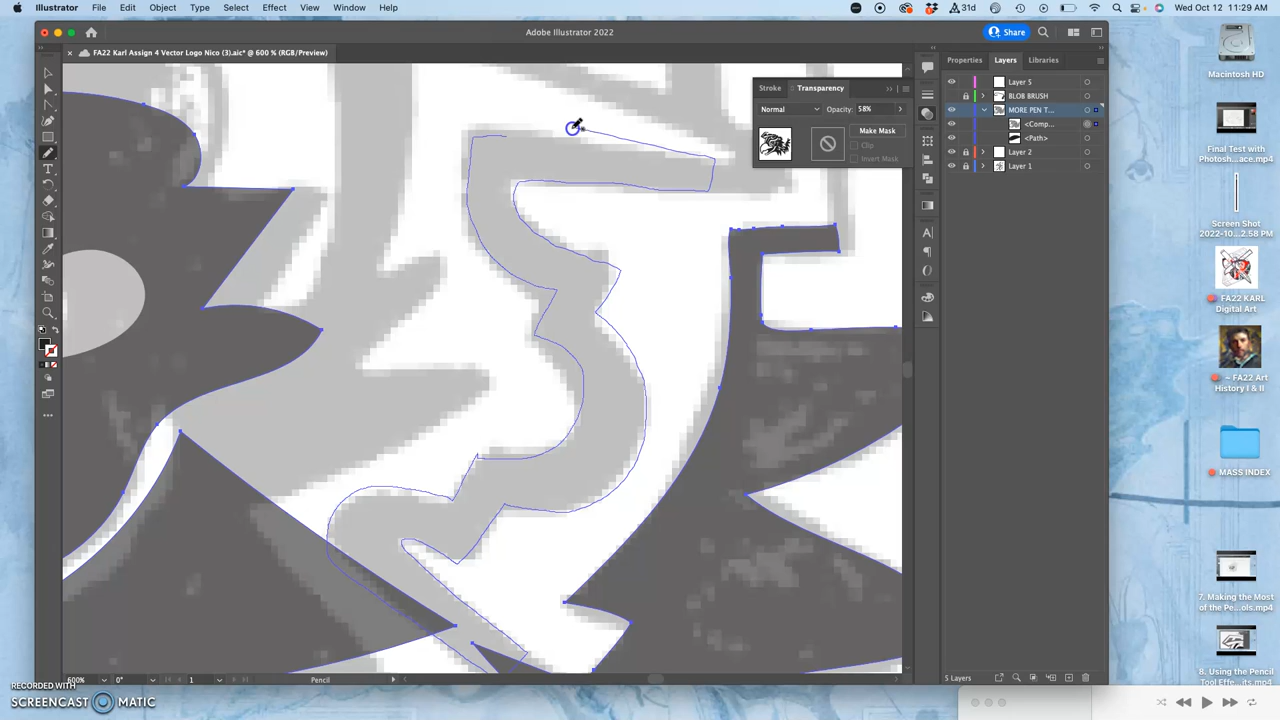 Illustrator File Edit Object Type Select Effect View Window Help
31d
Wed Oct 12 11:29 AM
Adobe Illustrator 2022
Share
× FA22 Karl Assign 4 Vector Logo Nico (3).aic* @ 600 % (RGB/Preview)
Stroke Transparency
Normal Opacity: 58%
Make Mask
Clip
Invert Mask
Properties Layers Libraries
Layer 5
BLOB BRUSH
MORE PEN T...
<Comp...
<Path>
Layer 2
Layer 1
Macintosh HD
Final Test with
Photosh...ace.mp4
Screen Shot
2022-10...2.58 PM
FA22 KARL
Digital Art
~ FA22 Art
History I & II
MASS INDEX
7. Making the Most
of the Pe...ols.mp4
8. Using the Pencil
Tool Effe...its.mp4
600% 0° 1 Pencil
5 Layers
RECORDED WITH
SCREENCAST MATIC